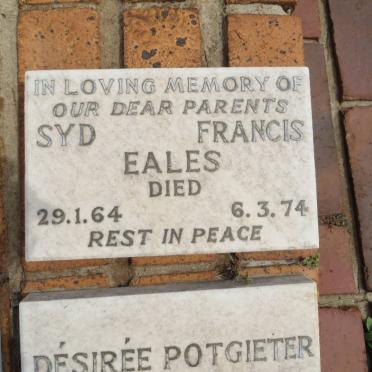 IN LOVING MEMORY OF
OUR DEAR PARENTS
SYD FRANCIS
EALES
DIED
29.1.64 6.3.74
REST IN PEACE
DÉSIRÉE POTGIETER